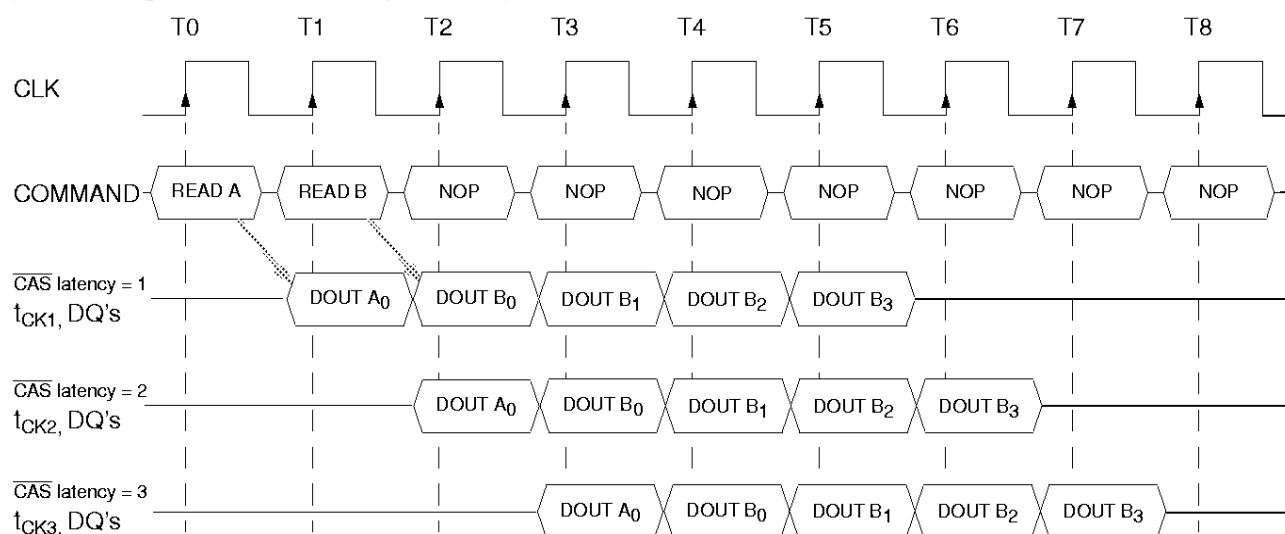 T0 T1 T2 T3 T4 T5 T6 T7 T8
CLK
COMMAND READ A READ B NOP NOP NOP NOP NOP NOP NOP
CAS latency = 1
tCK1, DQ's DOUT A0 DOUT B0 DOUT B1 DOUT B2 DOUT B3
CAS latency = 2
tCK2, DQ's DOUT A0 DOUT B0 DOUT B1 DOUT B2 DOUT B3
CAS latency = 3
tCK3, DQ's DOUT A0 DOUT B0 DOUT B1 DOUT B2 DOUT B3